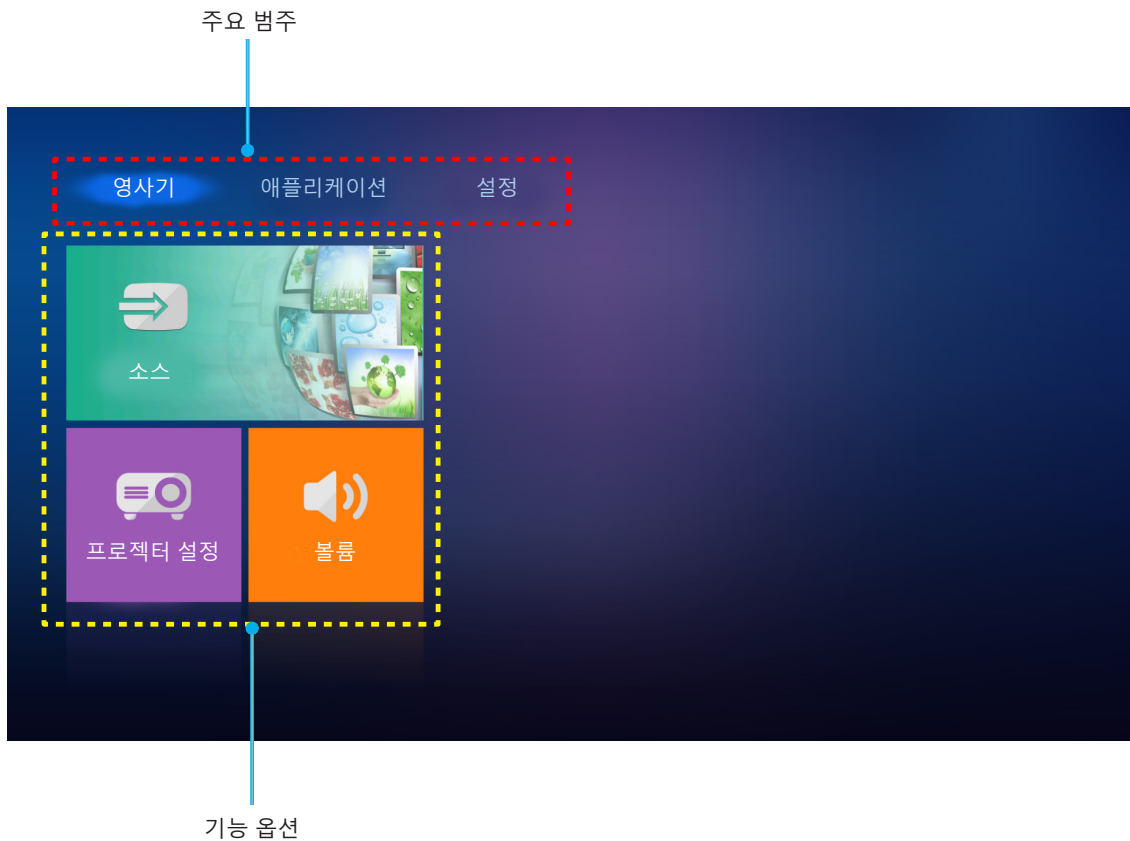 주요 범주
영사기 애플리케이션 설정
소스
프로젝터 설정 볼륨
기능 옵션